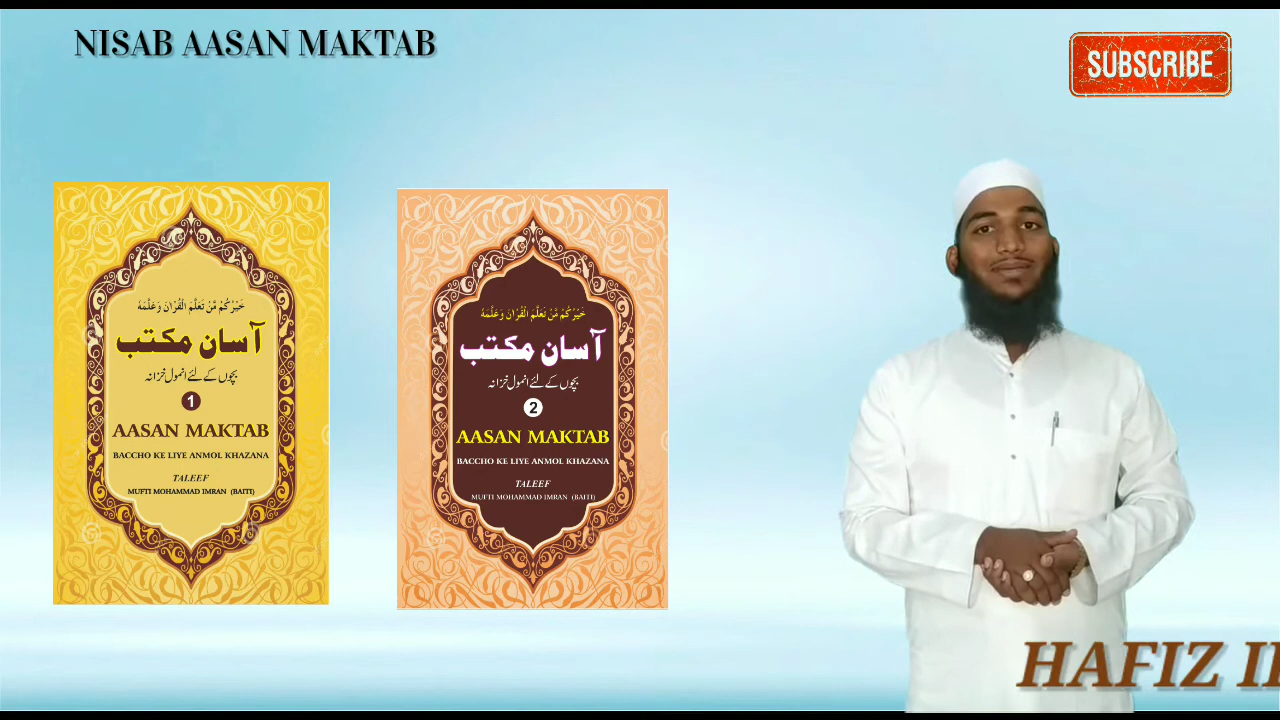 NISAB AASAN MAKTAB
SUBSCRIBE
خَيْرُكُمْ مَّنْ تَعَلَّمَ الْقُرْاٰنَ وَعَلَّمَهٗ
آسان مکتب
بچوں کے لئے انمول خزانہ
1
AASAN MAKTAB
BACCHO KE LIYE ANMOL KHAZANA
TALEEF
MUFTI MOHAMMAD IMRAN (BAITI)
خَيْرُكُمْ مَّنْ تَعَلَّمَ الْقُرْاٰنَ وَعَلَّمَهٗ
آسان مکتب
بچوں کے لئے انمول خزانہ
2
AASAN MAKTAB
BACCHO KE LIYE ANMOL KHAZANA
TALEEF
MUFTI MOHAMMAD IMRAN (BAITI)
HAFIZ